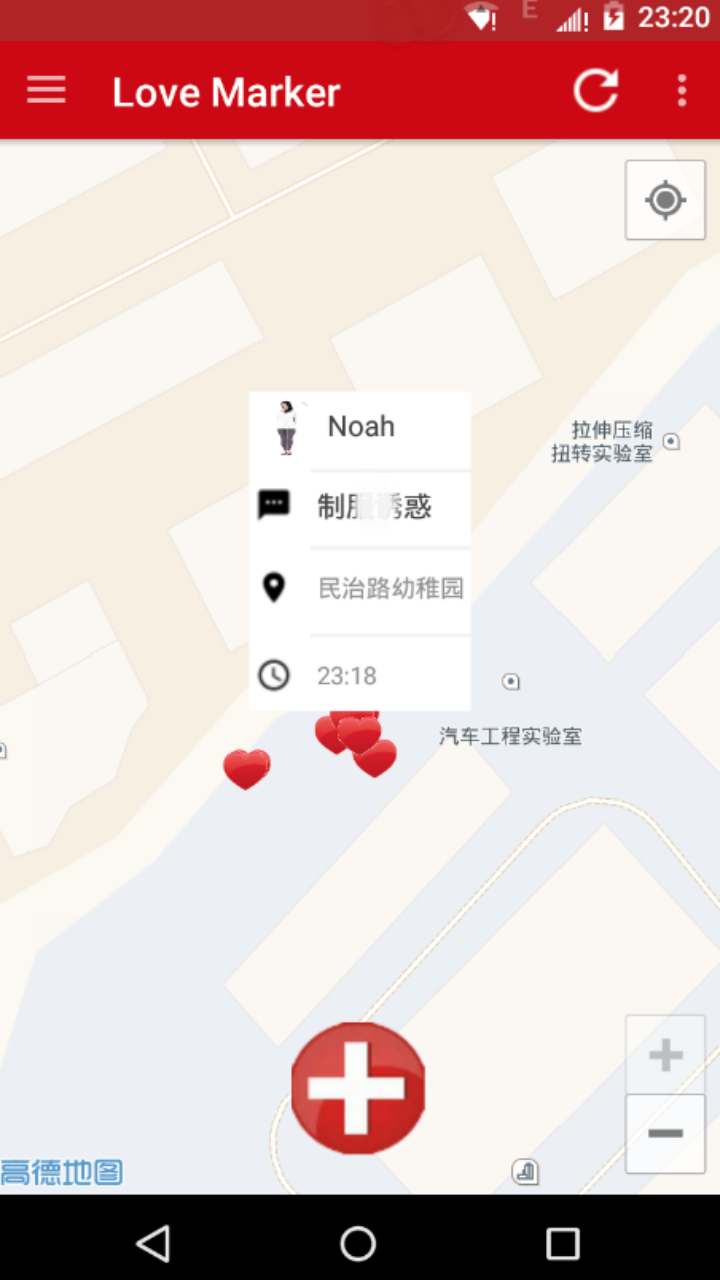 E
23:20
Love Marker
Noah
拉伸压缩
扭转实验室
制服诱惑
民治路幼稚园
23:18
汽车工程实验室
高德地图